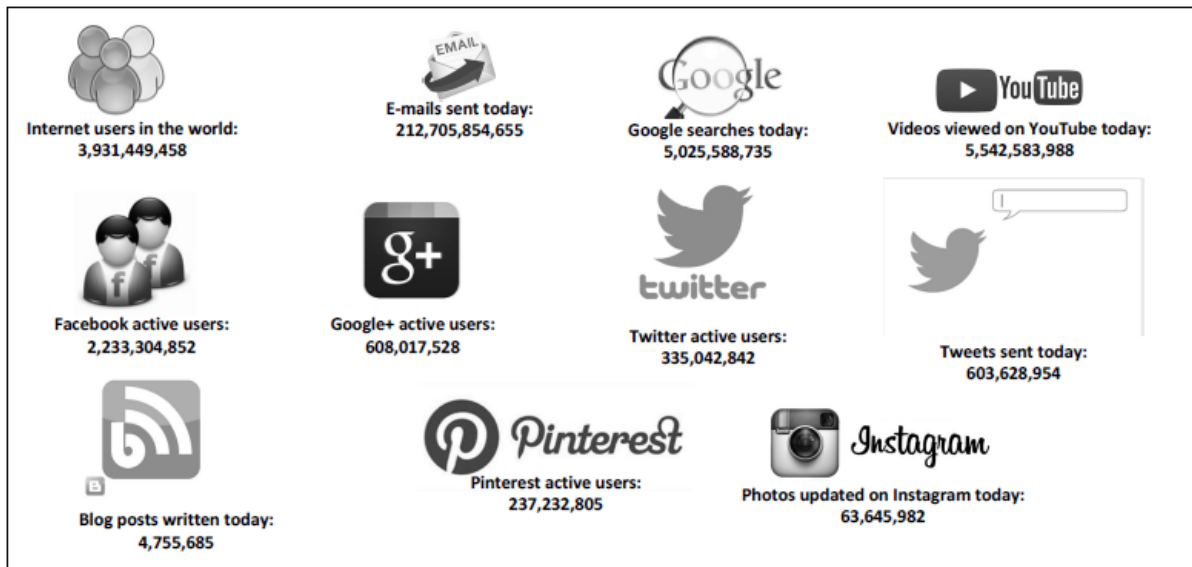 Internet users in the world:
3,931,449,458
EMAIL
E-mails sent today:
212,705,854,655
Google
Google searches today:
5,025,588,735
YouTube
Videos viewed on YouTube today:
5,542,583,988
f
f
Facebook active users:
2,233,304,852
g+
Google+ active users:
608,017,528
twitter
Twitter active users:
335,042,842
Tweets sent today:
603,628,954
b
B
Blog posts written today:
4,755,685
P
Pinterest
Pinterest active users:
237,232,805
Instagram
Photos updated on Instagram today:
63,645,982